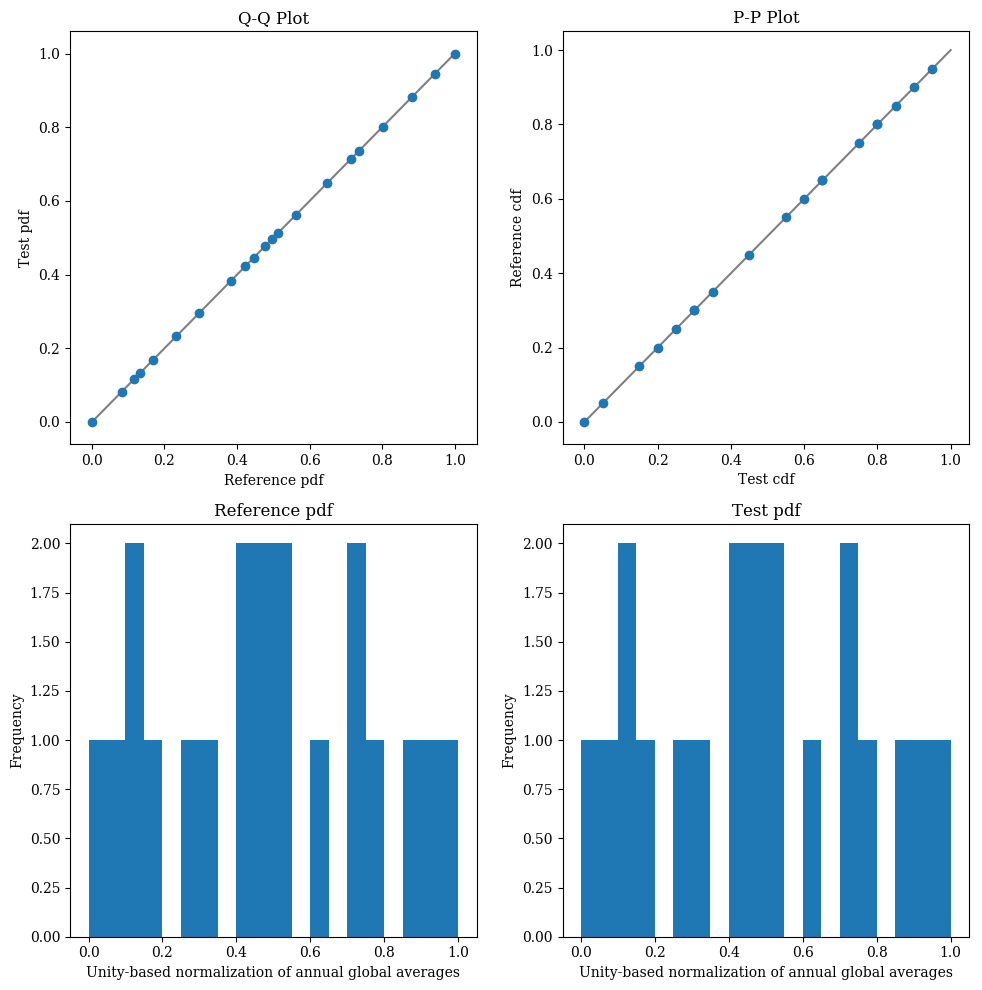 Q-Q Plot
1.0
0.8
0.6
0.4
0.2
0.0
Test pdf
0.0 0.2 0.4 0.6 0.8 1.0
Reference pdf
P-P Plot
1.0
0.8
0.6
0.4
0.2
0.0
Reference cdf
0.0 0.2 0.4 0.6 0.8 1.0
Test cdf
Reference pdf
2.00
1.75
1.50
1.25
1.00
0.75
0.50
0.25
0.00
Frequency
0.0 0.2 0.4 0.6 0.8 1.0
Unity-based normalization of annual global averages
Test pdf
2.00
1.75
1.50
1.25
1.00
0.75
0.50
0.25
0.00
Frequency
0.0 0.2 0.4 0.6 0.8 1.0
Unity-based normalization of annual global averages